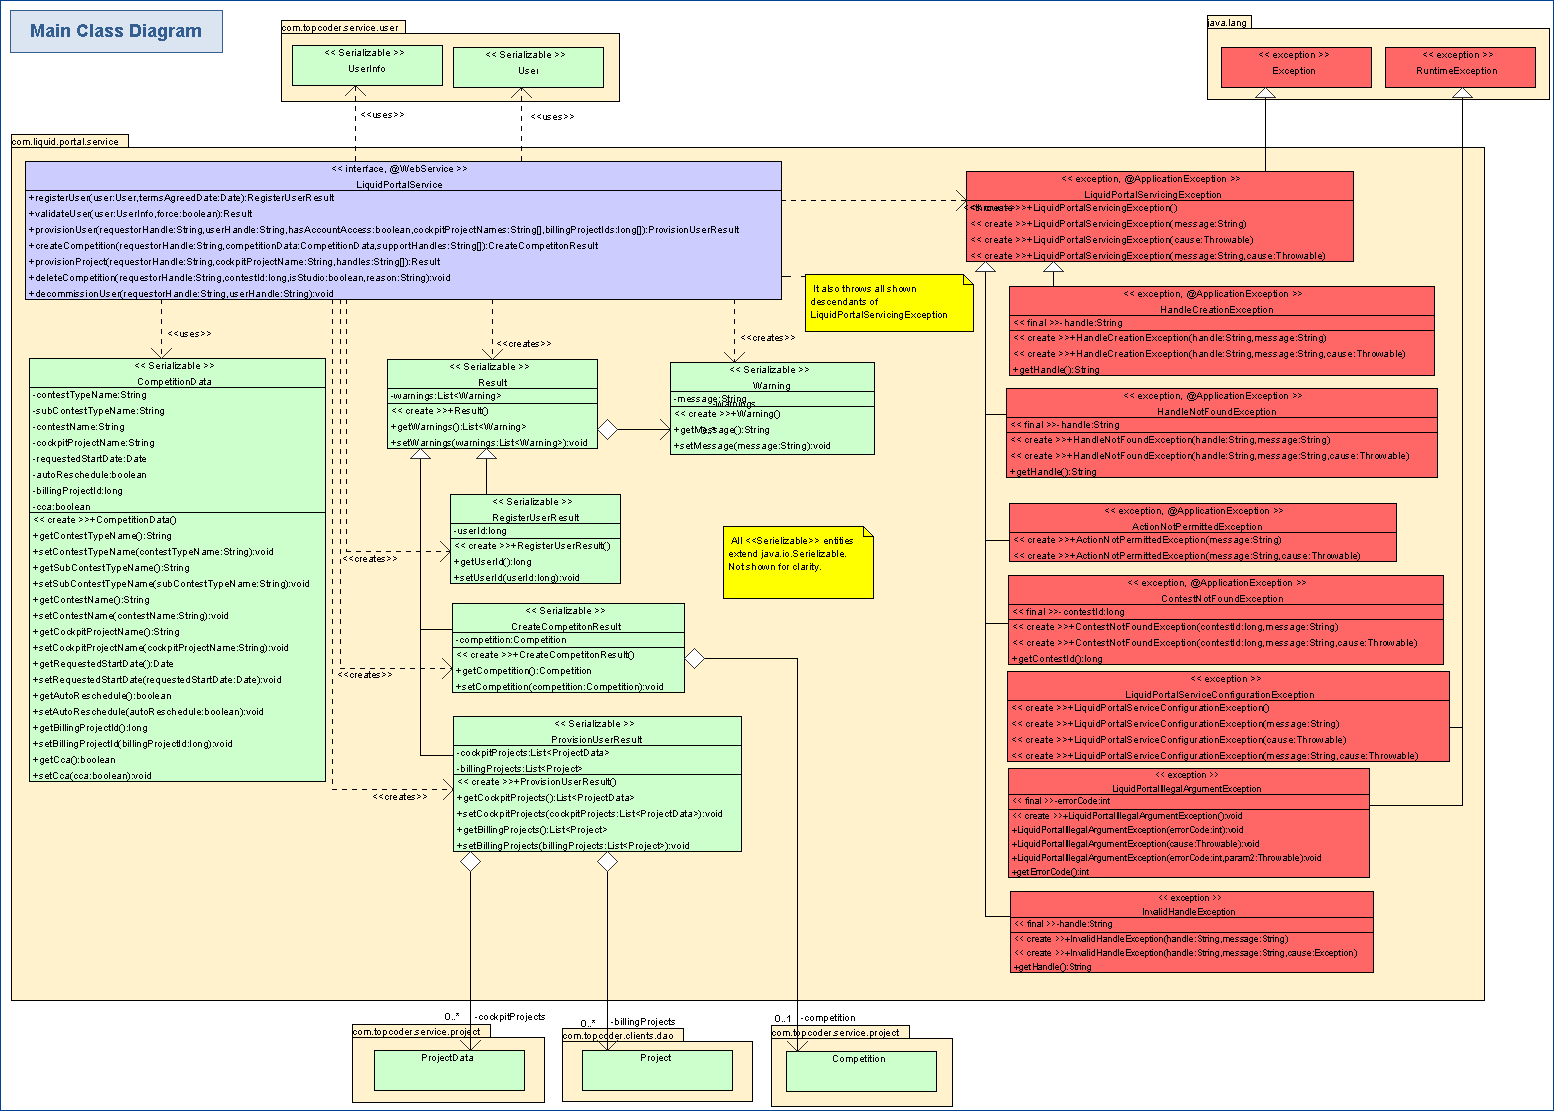 Main Class Diagram
com.topcoder.service.user
<< Serializable >>
UserInfo
<< Serializable >>
User
<<uses>>
<<uses>>
java.lang
<< exception >>
Exception
<< exception >>
RuntimeException
com.liquid.portal.service
<< interface, @WebService >>
LiquidPortalService
+registerUser(user:User,termsAgreedDate:Date):RegisterUserResult
+validateUser(user:UserInfo,force:boolean):Result
+provisionUser(requestorHandle:String,userHandle:String,hasAccountAccess:boolean,cockpitProjectNames:String[],billingProjectIds:long[]):ProvisionUserResult
+createCompetition(requestorHandle:String,competitionData:CompetitionData,supportHandles:String[]):CreateCompetitonResult
+provisionProject(requestorHandle:String,cockpitProjectName:String,handles:String[]):Result
+deleteCompetition(requestorHandle:String,contestId:long,isStudio:boolean,reason:String):void
+decommissionUser(requestorHandle:String,userHandle:String):void
<< exception, @ApplicationException >>
LiquidPortalServicingException
<< create >>+LiquidPortalServicingException()
<< create >>+LiquidPortalServicingException(message:String)
<< create >>+LiquidPortalServicingException(cause:Throwable)
<< create >>+LiquidPortalServicingException(message:String,cause:Throwable)
It also throws all shown
descendants of
LiquidPortalServicingException
<<uses>>
<<creates>>
<<creates>>
<< Serializable >>
CompetitionData
-contestTypeName:String
-subContestTypeName:String
-contestName:String
-cockpitProjectName:String
-requestedStartDate:Date
-autoReschedule:boolean
-billingProjectId:long
-cca:boolean
<< create >>+CompetitionData()
+getContestTypeName():String
+setContestTypeName(contestTypeName:String):void
+getSubContestTypeName():String
+setSubContestTypeName(subContestTypeName:String):void
+getContestName():String
+setContestName(contestName:String):void
+getCockpitProjectName():String
+setCockpitProjectName(cockpitProjectName:String):void
+getRequestedStartDate():Date
+setRequestedStartDate(requestedStartDate:Date):void
+getAutoReschedule():boolean
+setAutoReschedule(autoReschedule:boolean):void
+getBillingProjectId():long
+setBillingProjectId(billingProjectId:long):void
+getCca():boolean
+setCca(cca:boolean):void
<< Serializable >>
Result
-warnings:List<Warning>
<< create >>+Result()
+getWarnings():List<Warning>
+setWarnings(warnings:List<Warning>):void
<< Serializable >>
Warning
-message:String
-warnings
<< create >>+Warning()
+getMessage():String
+setMessage(message:String):void
<< Serializable >>
RegisterUserResult
-userId:long
<< create >>+RegisterUserResult()
+getUserId():long
+setUserId(userId:long):void
<<creates>>
All <<Serielizable>> entities
extend java.io.Serielizable.
Not shown for clarity.
<< Serializable >>
CreateCompetitonResult
-competition:Competition
<< create >>+CreateCompetitonResult()
+getCompetition():Competition
+setCompetition(competition:Competition):void
<<creates>>
<< Serializable >>
ProvisionUserResult
-cockpitProjects:List<ProjectData>
-billingProjects:List<Project>
<< create >>+ProvisionUserResult()
+getCockpitProjects():List<ProjectData>
+setCockpitProjects(cockpitProjects:List<ProjectData>):void
+getBillingProjects():List<Project>
+setBillingProjects(billingProjects:List<Project>):void
<<creates>>
<< exception, @ApplicationException >>
HandleCreationException
<< final >>-handle:String
<< create >>+HandleCreationException(handle:String,message:String)
<< create >>+HandleCreationException(handle:String,message:String,cause:Throwable)
+getHandle():String
<< exception, @ApplicationException >>
HandleNotFoundException
<< final >>-handle:String
<< create >>+HandleNotFoundException(handle:String,message:String)
<< create >>+HandleNotFoundException(handle:String,message:String,cause:Throwable)
+getHandle():String
<< exception, @ApplicationException >>
ActionNotPermittedException
<< create >>+ActionNotPermittedException(message:String)
<< create >>+ActionNotPermittedException(message:String,cause:Throwable)
<< exception, @ApplicationException >>
ContestNotFoundException
<< final >>-contestId:long
<< create >>+ContestNotFoundException(contestId:long,message:String)
<< create >>+ContestNotFoundException(contestId:long,message:String,cause:Throwable)
+getContestId():long
<< exception >>
LiquidPortalServiceConfigurationException
<< create >>+LiquidPortalServiceConfigurationException()
<< create >>+LiquidPortalServiceConfigurationException(message:String)
<< create >>+LiquidPortalServiceConfigurationException(cause:Throwable)
<< create >>+LiquidPortalServiceConfigurationException(message:String,cause:Throwable)
<< exception >>
LiquidPortalIllegalArgumentException
<< final >>-errorCode:int
<< create >>+LiquidPortalIllegalArgumentException():void
+LiquidPortalIllegalArgumentException(errorCode:int):void
+LiquidPortalIllegalArgumentException(cause:Throwable):void
+LiquidPortalIllegalArgumentException(errorCode:int,param2:Throwable):void
+getErrorCode():int
<< exception >>
InvalidHandleException
<< final >>-handle:String
<< create >>+InvalidHandleException(handle:String,message:String)
<< create >>+InvalidHandleException(handle:String,message:String,cause:Exception)
+getHandle():String
0..* -cockpitProjects
com.topcoder.service.project
ProjectData
0..* -billingProjects
com.topcoder.clients.dao
Project
0..1 -competition
com.topcoder.service.project
Competition